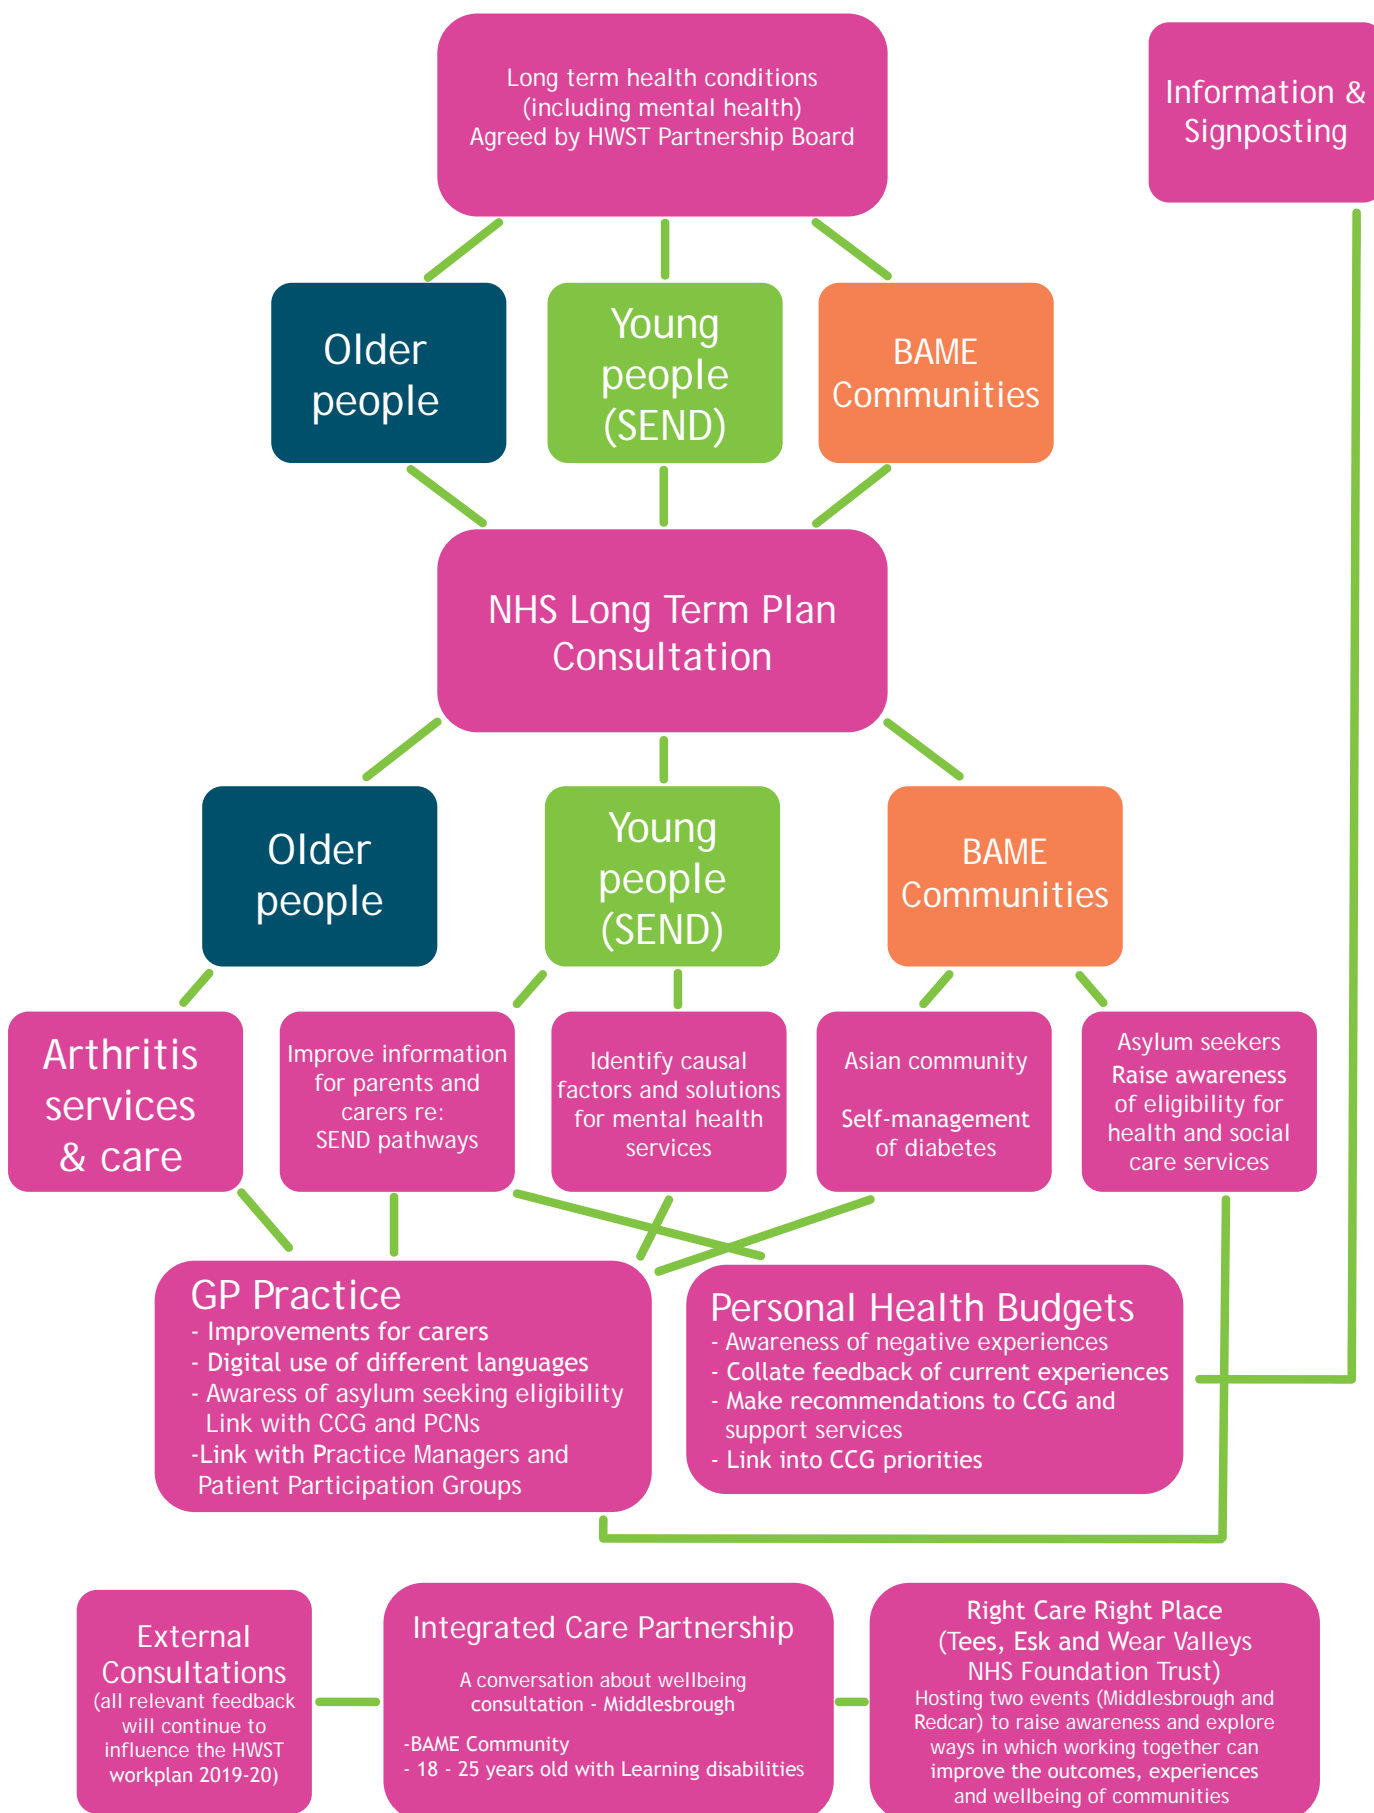 Long term health conditions
(including mental health)
Agreed by HWST Partnership Board
Information &
Signposting
Older
people
Young
people
(SEND)
BAME
Communities
NHS Long Term Plan
Consultation
Older
people
Young
people
(SEND)
BAME
Communities
Arthritis
services
& care
Improve information
for parents and
carers re:
SEND pathways
Identify causal
factors and solutions
for mental health
services
Asian community
Self-management
of diabetes
Asylum seekers
Raise awareness
of eligibility for
health and social
care services
GP Practice
- Improvements for carers
- Digital use of different languages
- Awaress of asylum seeking eligibility
Link with CCG and PCNs
-Link with Practice Managers and
Patient Participation Groups
Personal Health Budgets
- Awareness of negative experiences
- Collate feedback of current experiences
- Make recommendations to CCG and
support services
- Link into CCG priorities
External
Consultations
(all relevant feedback
will continue to
influence the HWST
workplan 2019-20)
Integrated Care Partnership
A conversation about wellbeing
consultation - Middlesbrough
-BAME Community
- 18 - 25 years old with Learning disabilities
Right Care Right Place
(Tees, Esk and Wear Valleys
NHS Foundation Trust)
Hosting two events (Middlesbrough and
Redcar) to raise awareness and explore
ways in which working together can
improve the outcomes, experiences
and wellbeing of communities